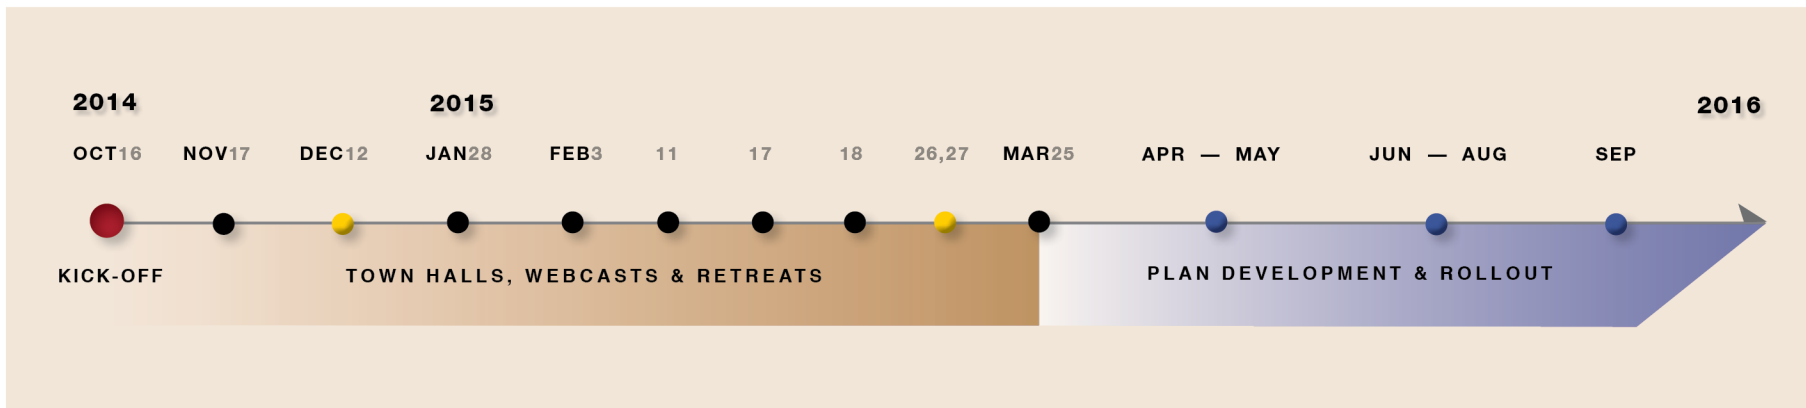 2014 2015 2016
OCT16 NOV17 DEC12 JAN28 FEB3 11 17 18 26,27 MAR25 APR — MAY JUN — AUG SEP
KICK-OFF TOWN HALLS, WEBCASTS & RETREATS PLAN DEVELOPMENT & ROLLOUT